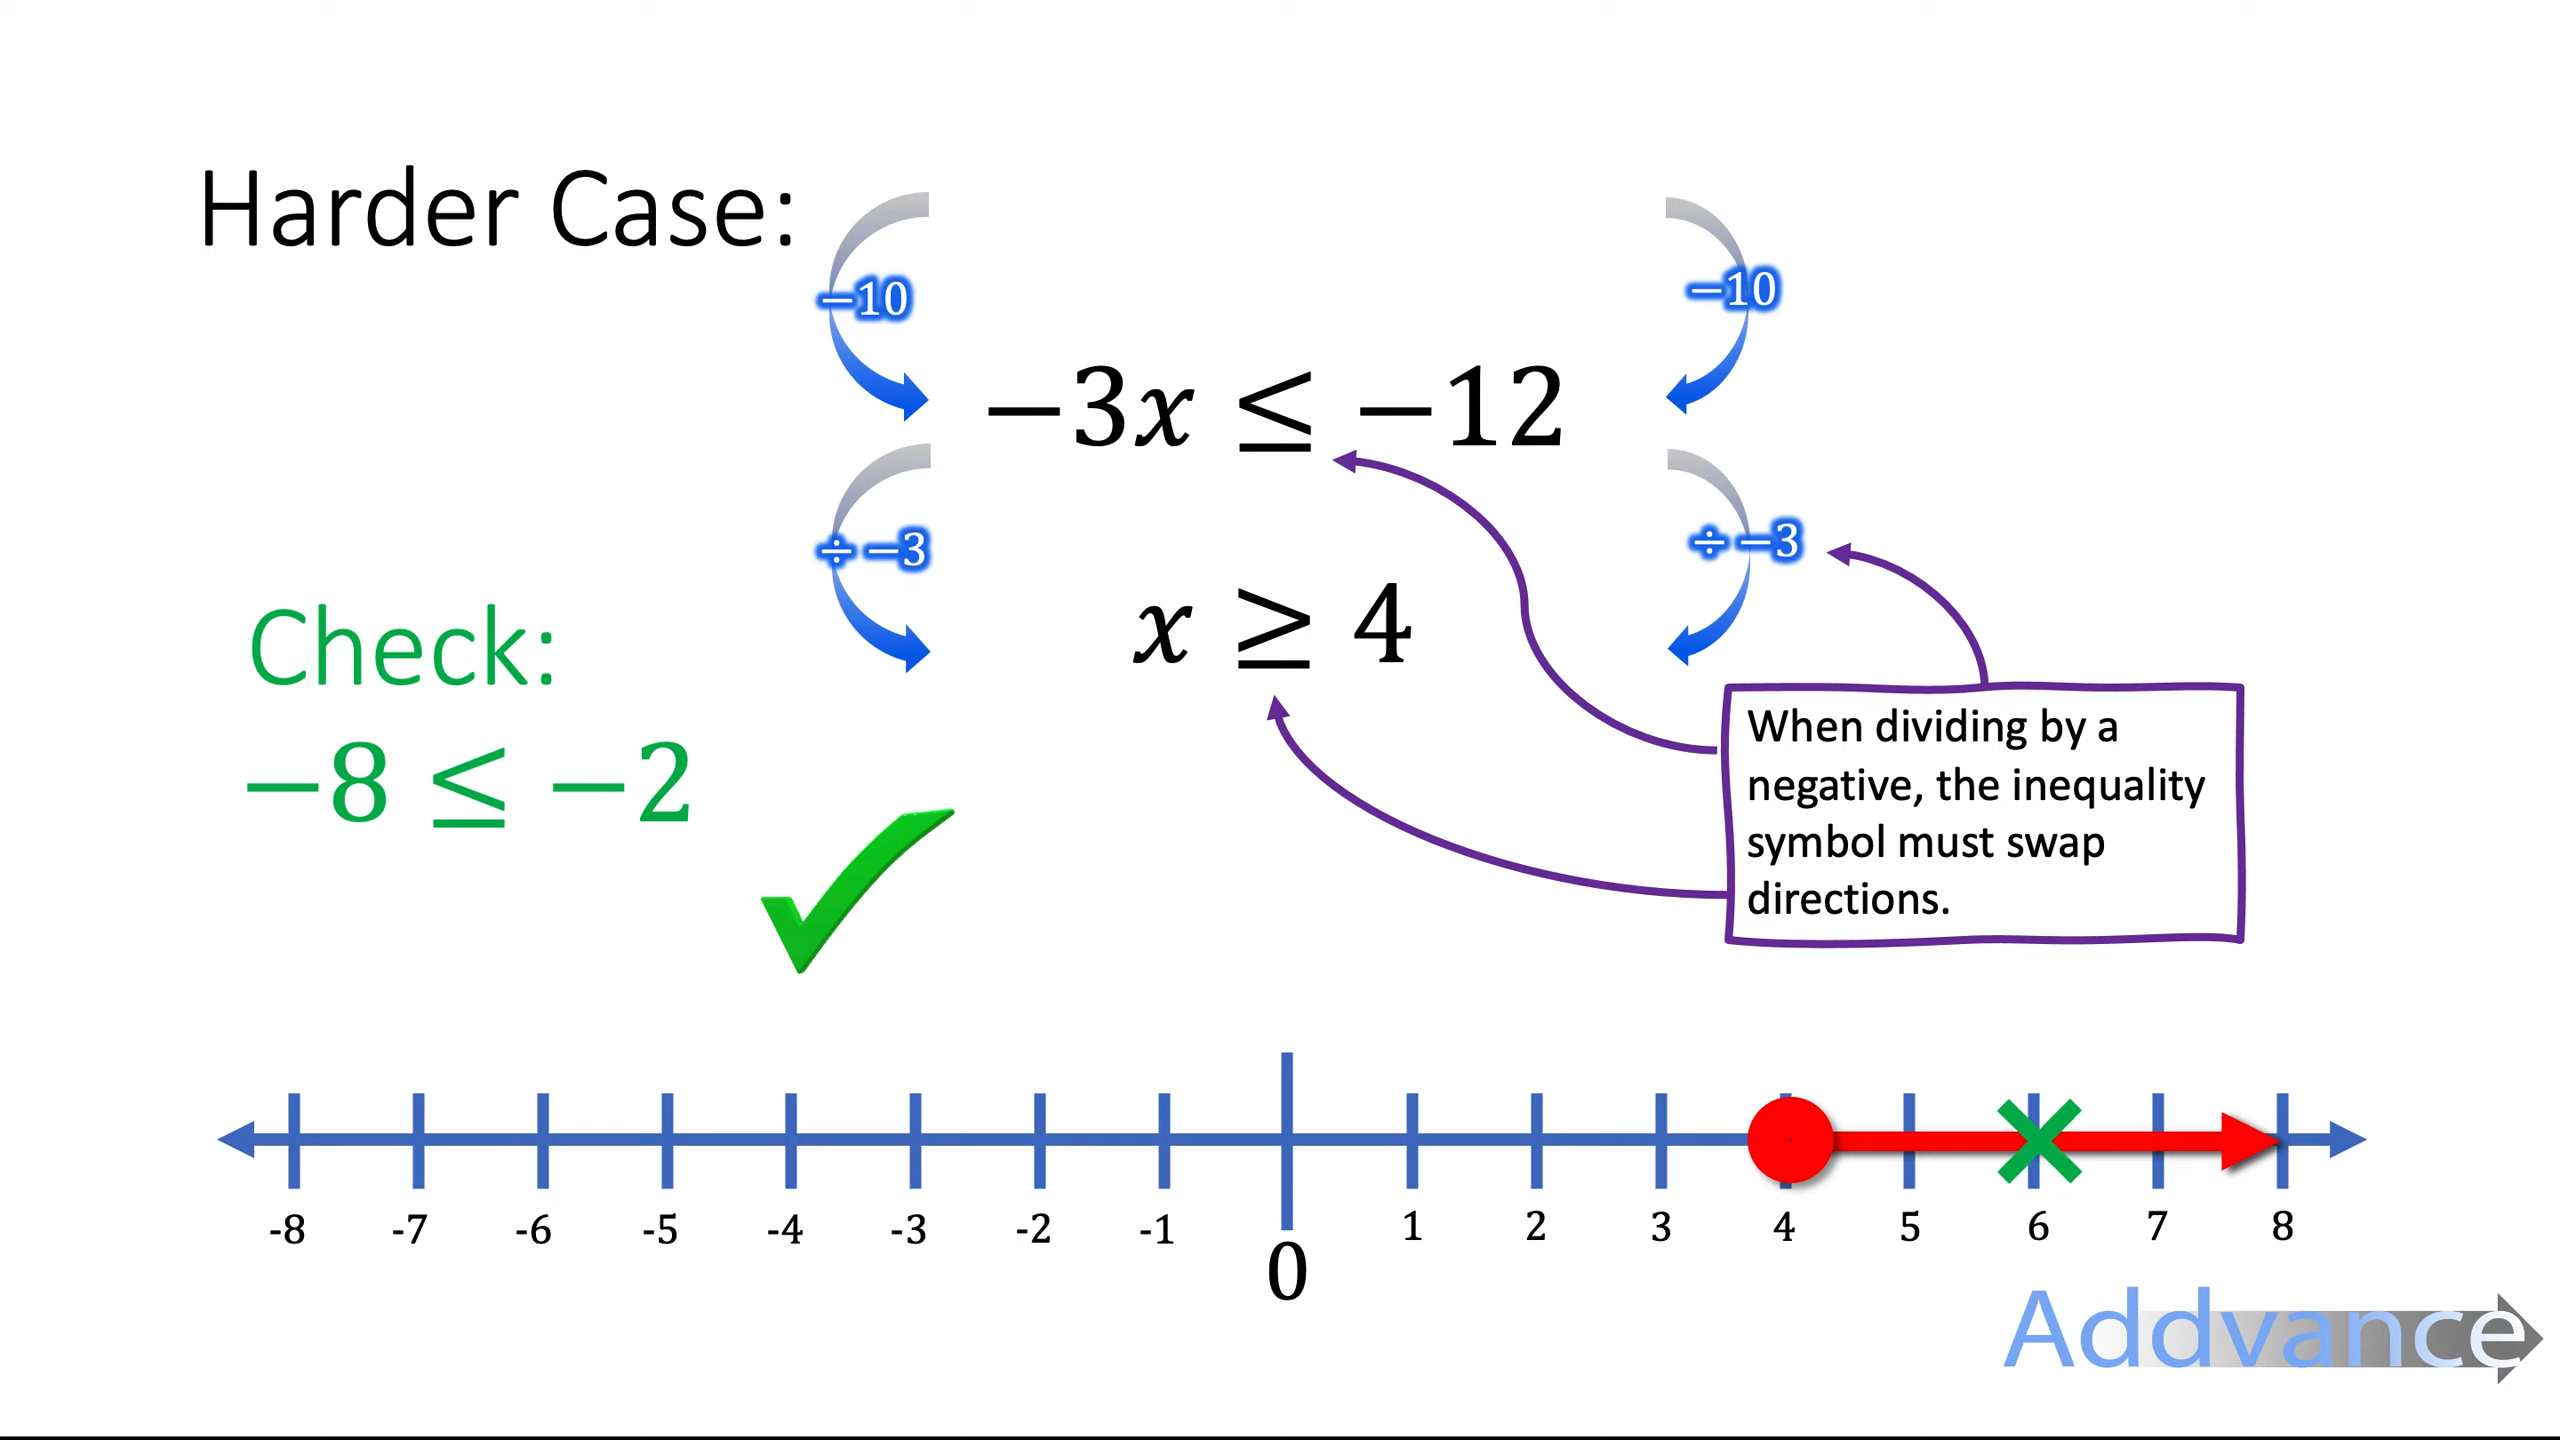 Harder Case:
−10
−10
−3x ≤ −12
÷ −3
÷ −3
x ≥ 4
Check:
−8 ≤ −2
When dividing by a
negative, the inequality
symbol must swap
directions.
-8 -7 -6 -5 -4 -3 -2 -1 0 1 2 3 4 5 6 7 8
Addvance